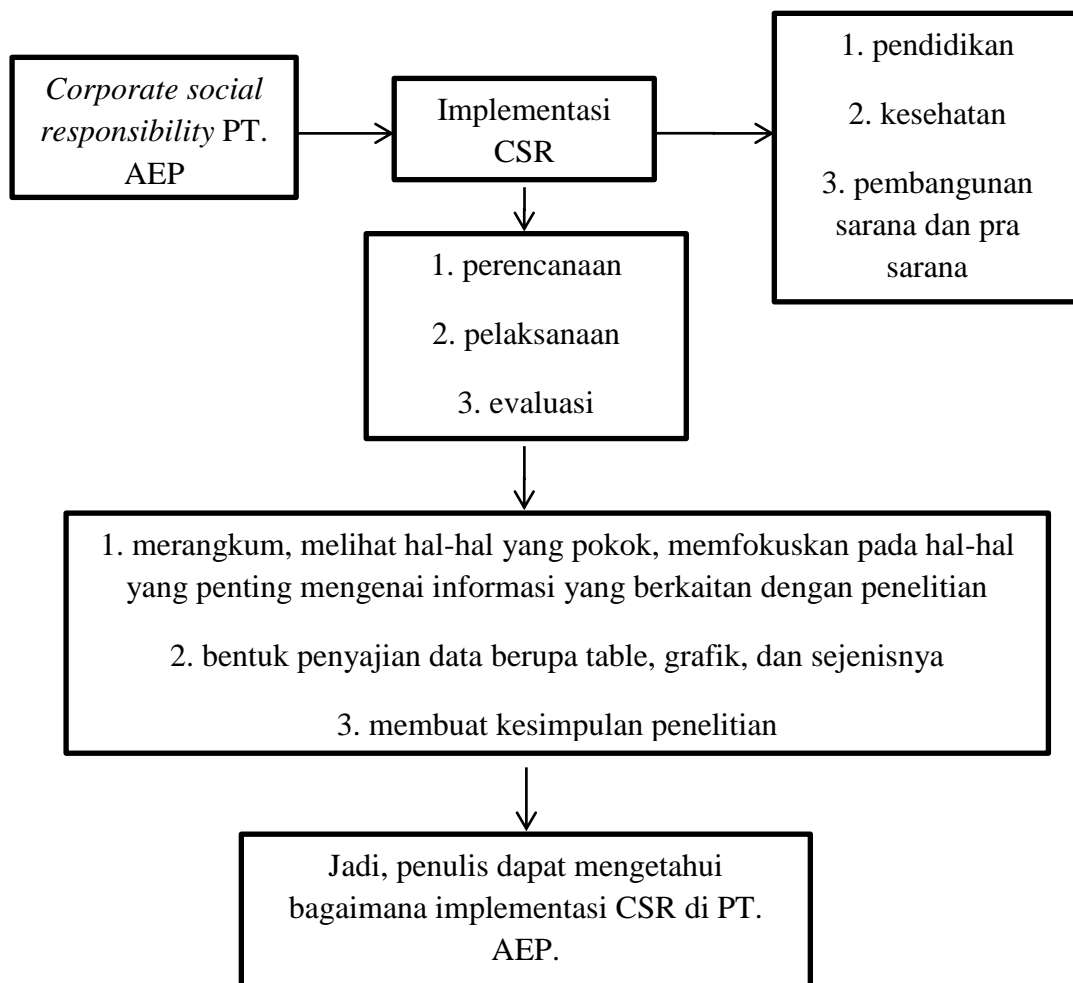 Corporate social
responsibility PT.
AEP
Implementasi
CSR
1. pendidikan
2. kesehatan
3. pembangunan
sarana dan pra
sarana
1. perencanaan
2. pelaksanaan
3. evaluasi
1. merangkum, melihat hal-hal yang pokok, memfokuskan pada hal-hal
yang penting mengenai informasi yang berkaitan dengan penelitian
2. bentuk penyajian data berupa table, grafik, dan sejenisnya
3. membuat kesimpulan penelitian
Jadi, penulis dapat mengetahui
bagaimana implementasi CSR di PT.
AEP.